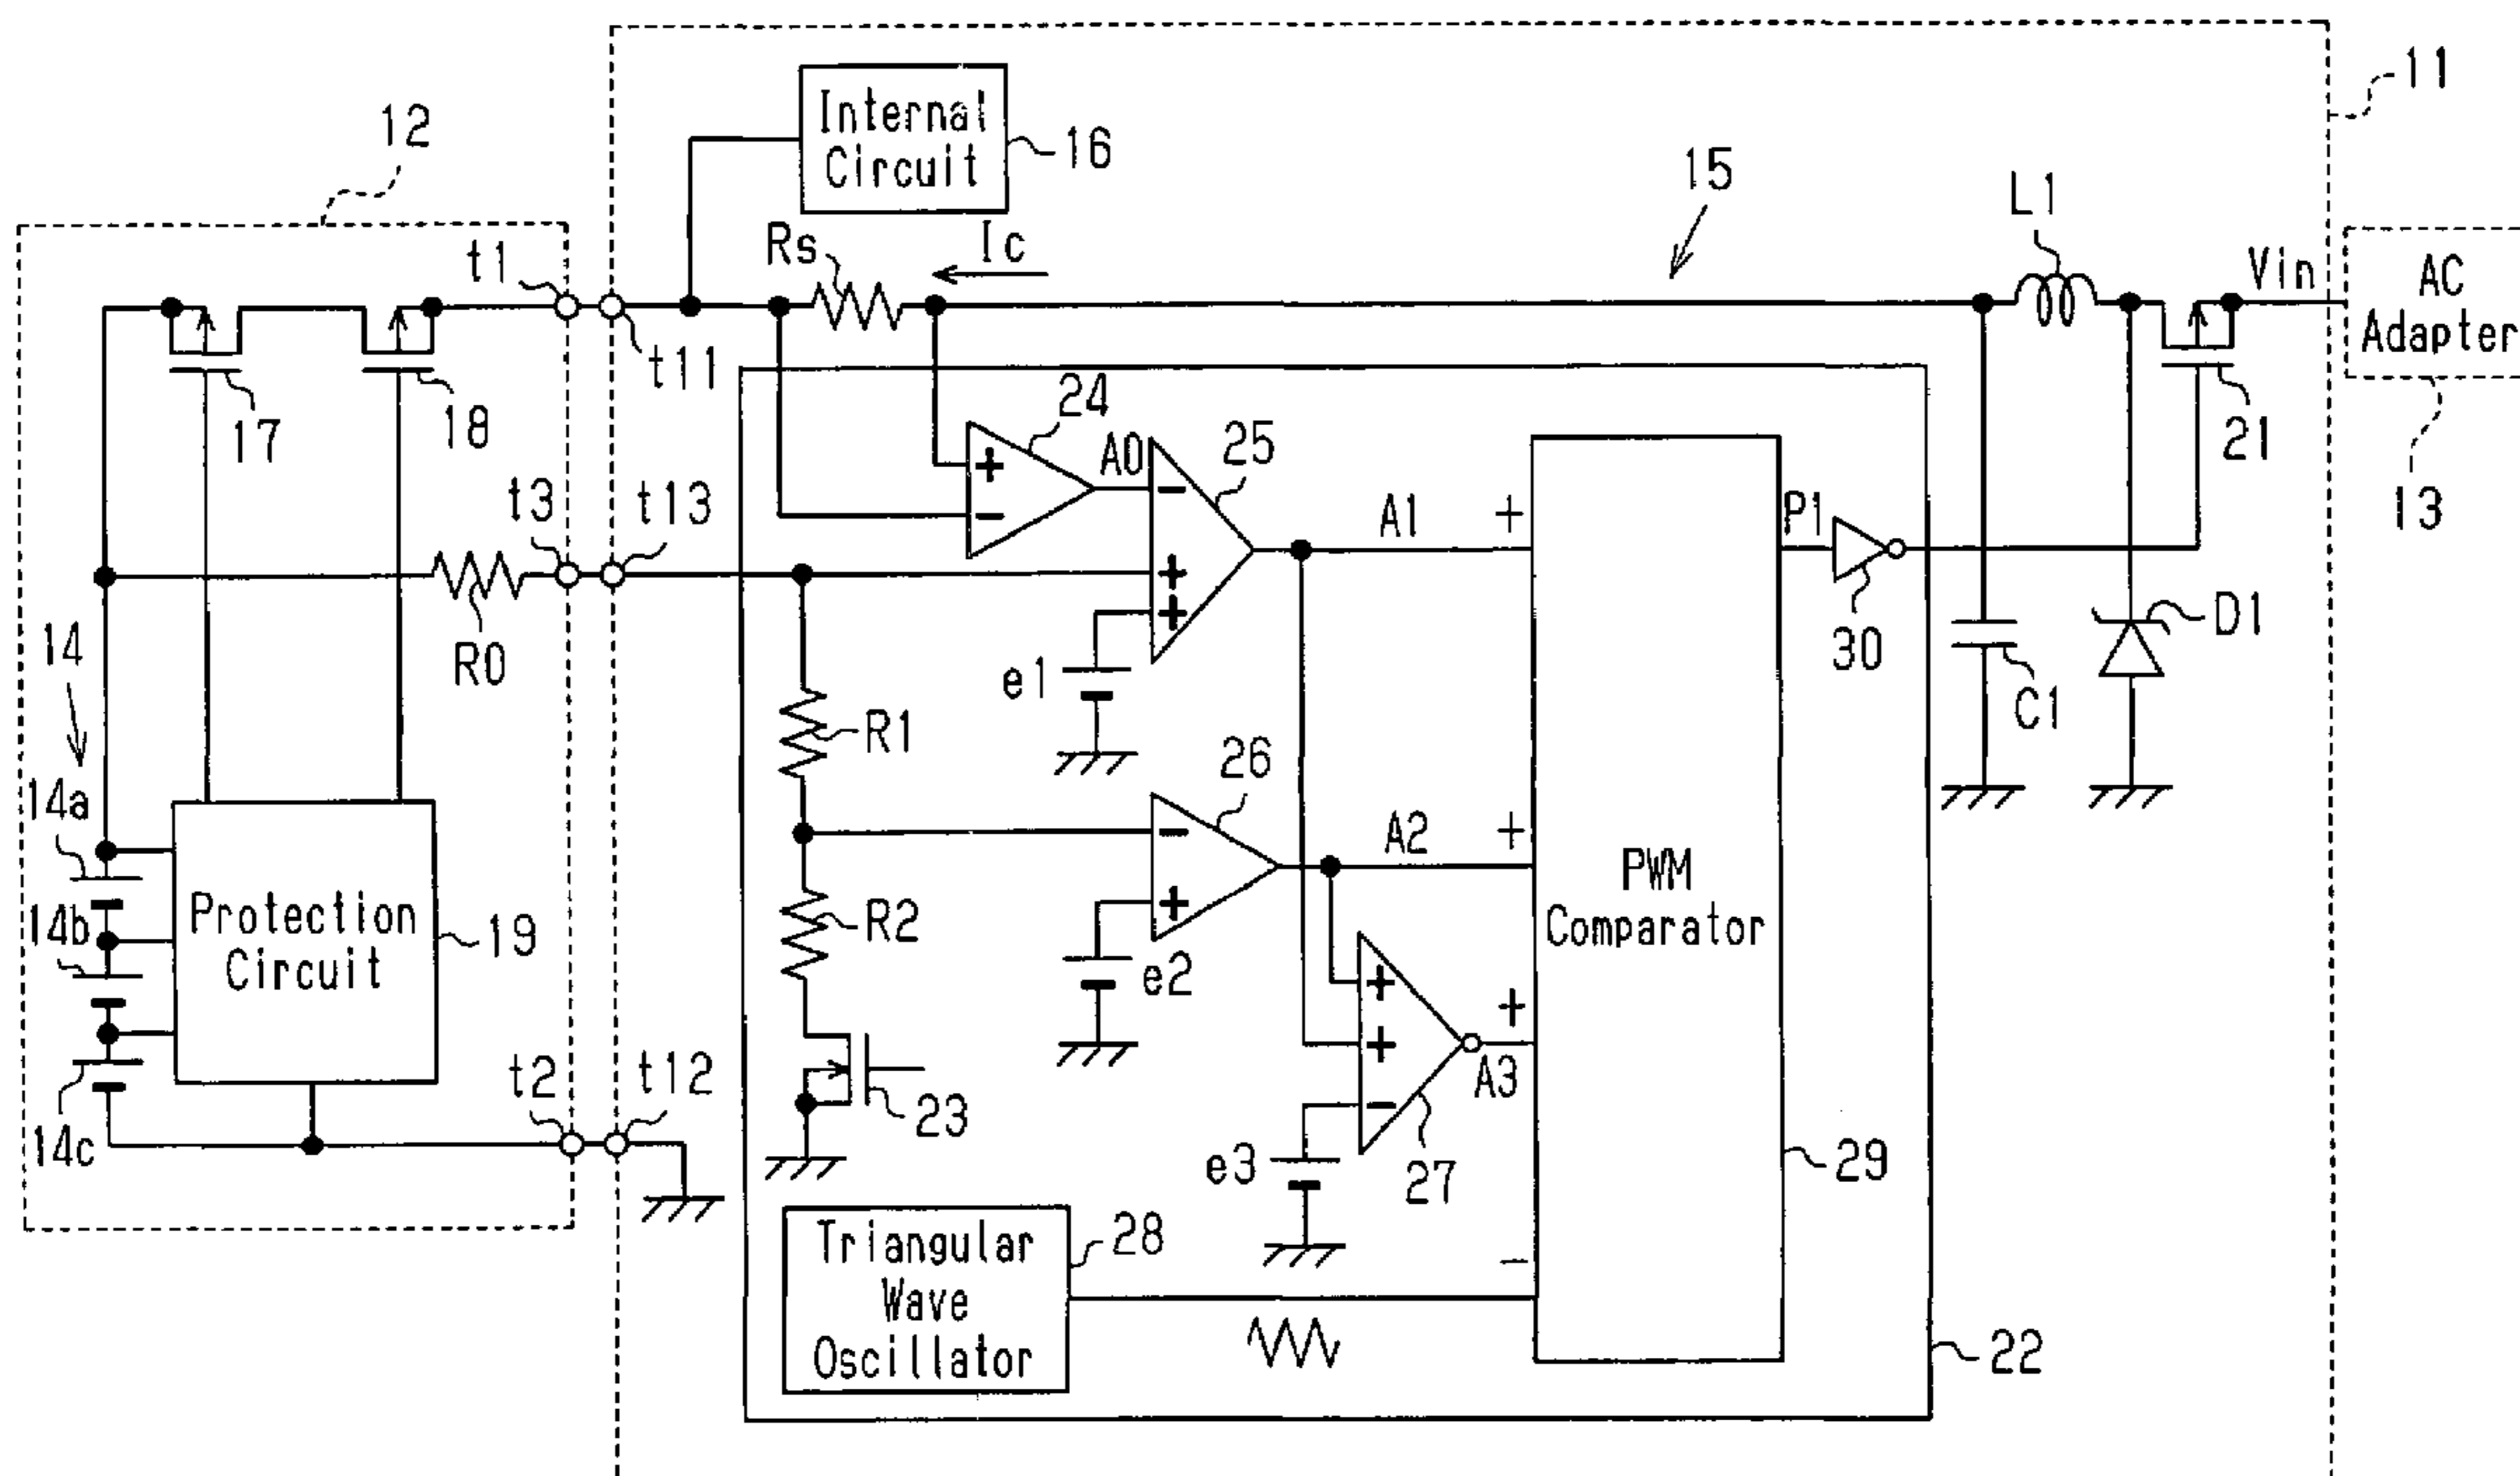 11
12
Internal
Circuit
16
15
L1
Rs
Ic
Vin
AC
Adapter
t1
t11
17
18
24
A0
25
21
13
t3
t13
A1
+
P1
+
-
-
+
+
14
R0
e1
R1
30
C1
D1
26
14a
-
+
A2
+
PWM
Comparator
14b
Protection
Circuit
19
R2
e2
+
+
-
+
A3
t2
t12
23
14c
e3
27
29
Triangular
Wave
Oscillator
28
-
22